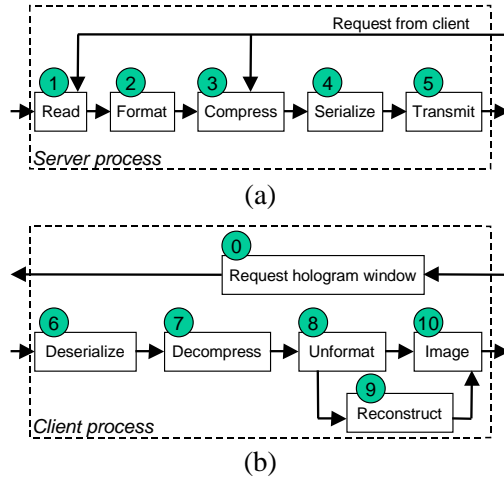 Request from client
1 2 3 4 5
Read Format Compress Serialize Transmit
Server process
(a)
0
Request hologram window
6 7 8 10
Deserialize Decompress Unformat Image
9
Reconstruct
Client process
(b)